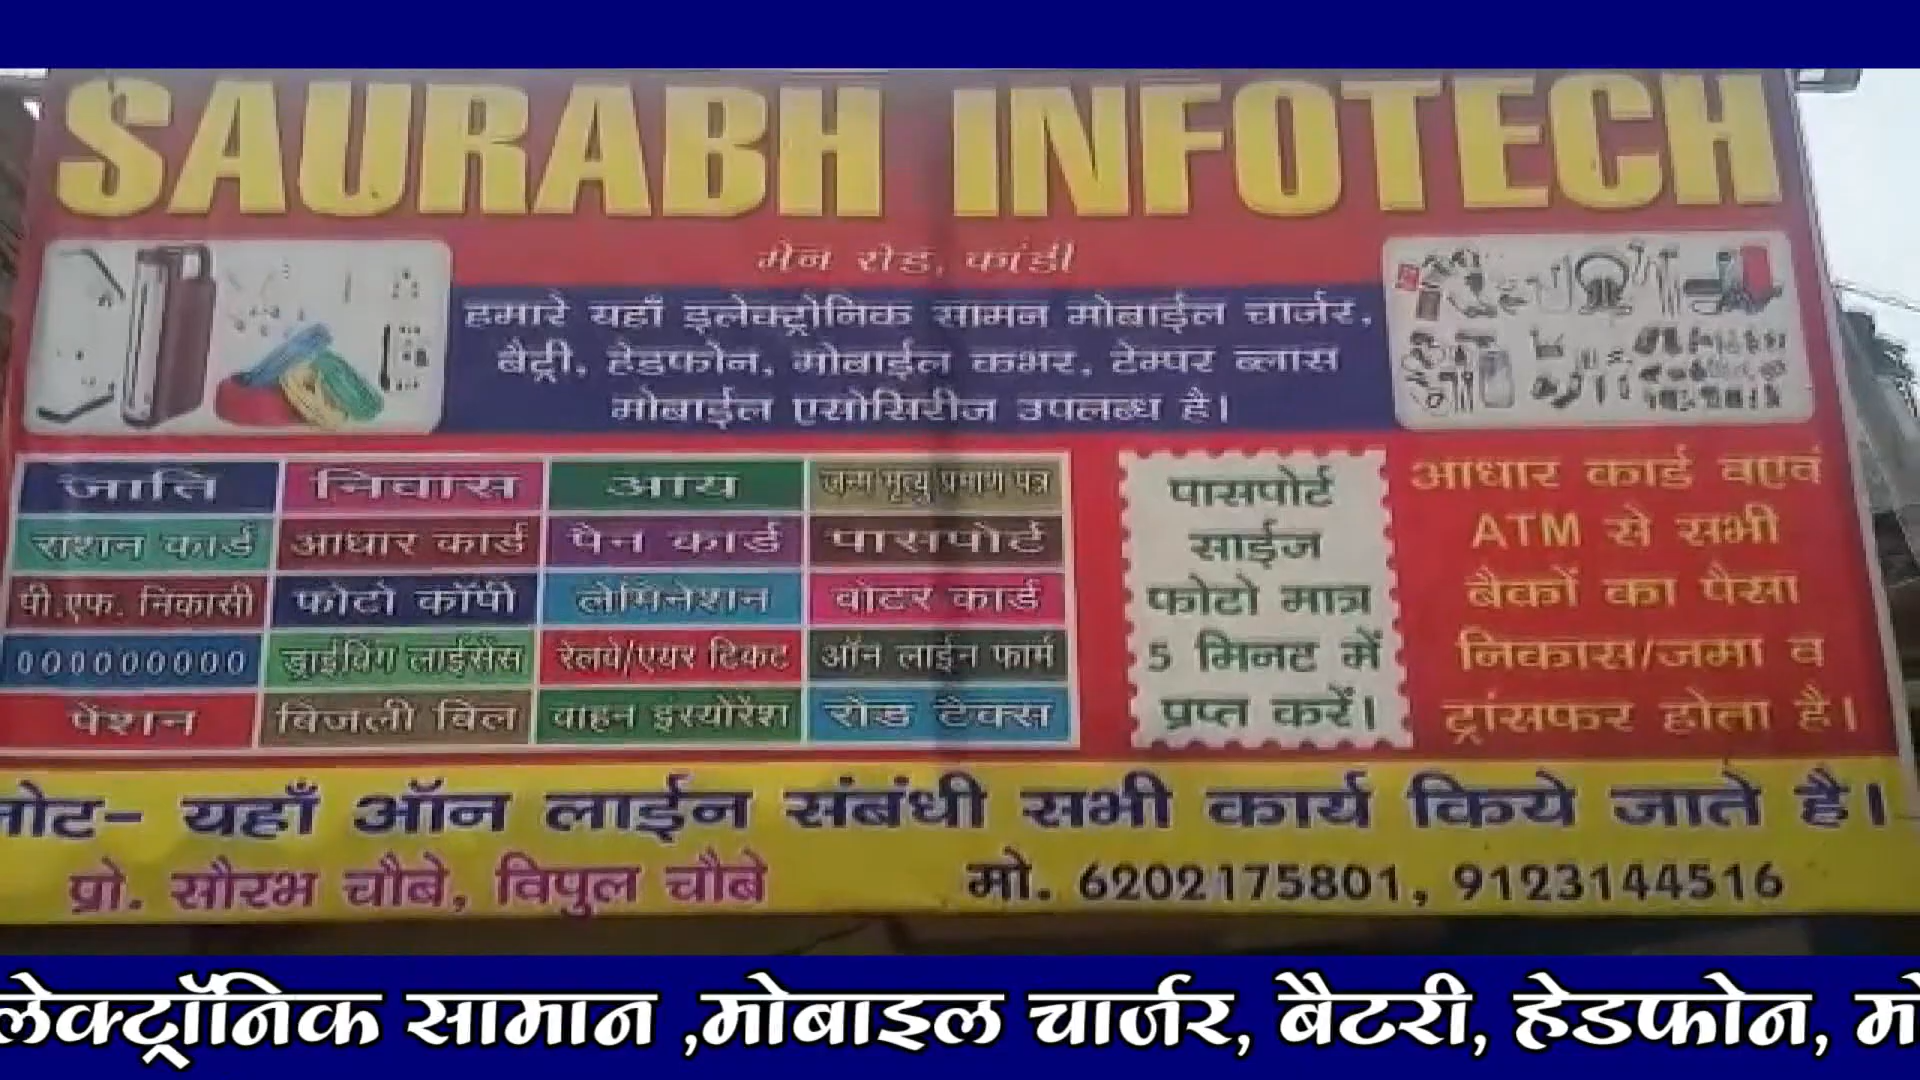 SAURABH INFOTECH
मेन रोड, कांडी
हमारे यहाँ इलेक्ट्रोनिक सामन मोबाईल चार्जर,
बैट्री, हेडफोन, मोबाईल कभर, टेम्पर ब्लास
मोबाईल एसोसिरीज उपलब्ध है।
जाति निवास आय जन्म मृत्यु प्रमाण पत्र
राशन कार्ड आधार कार्ड पैन कार्ड पासपोर्ट
पी.एफ. निकासी फोटो कॉपी लेमिनेशन वोटर कार्ड
000000000 ड्राईविंग लाईसेंस रेलवे/एयर टिकट ऑन लाईन फार्म
पेंशन बिजली बिल वाहन इंस्योरेंश रोड टैक्स
पासपोर्ट
साईज
फोटो मात्र
5 मिनट में
प्रप्त करें।
आधार कार्ड वएवं
ATM से सभी
बैकों का पैसा
निकास/जमा व
ट्रांसफर होता है।
नोट- यहाँ ऑन लाईन संबंधी सभी कार्य किये जाते है।
प्रो. सौरभ चौबे, विपुल चौबे मो. 6202175801, 9123144516
लेक्ट्रॉनिक सामान ,मोबाइल चार्जर, बैटरी, हेडफोन, मो